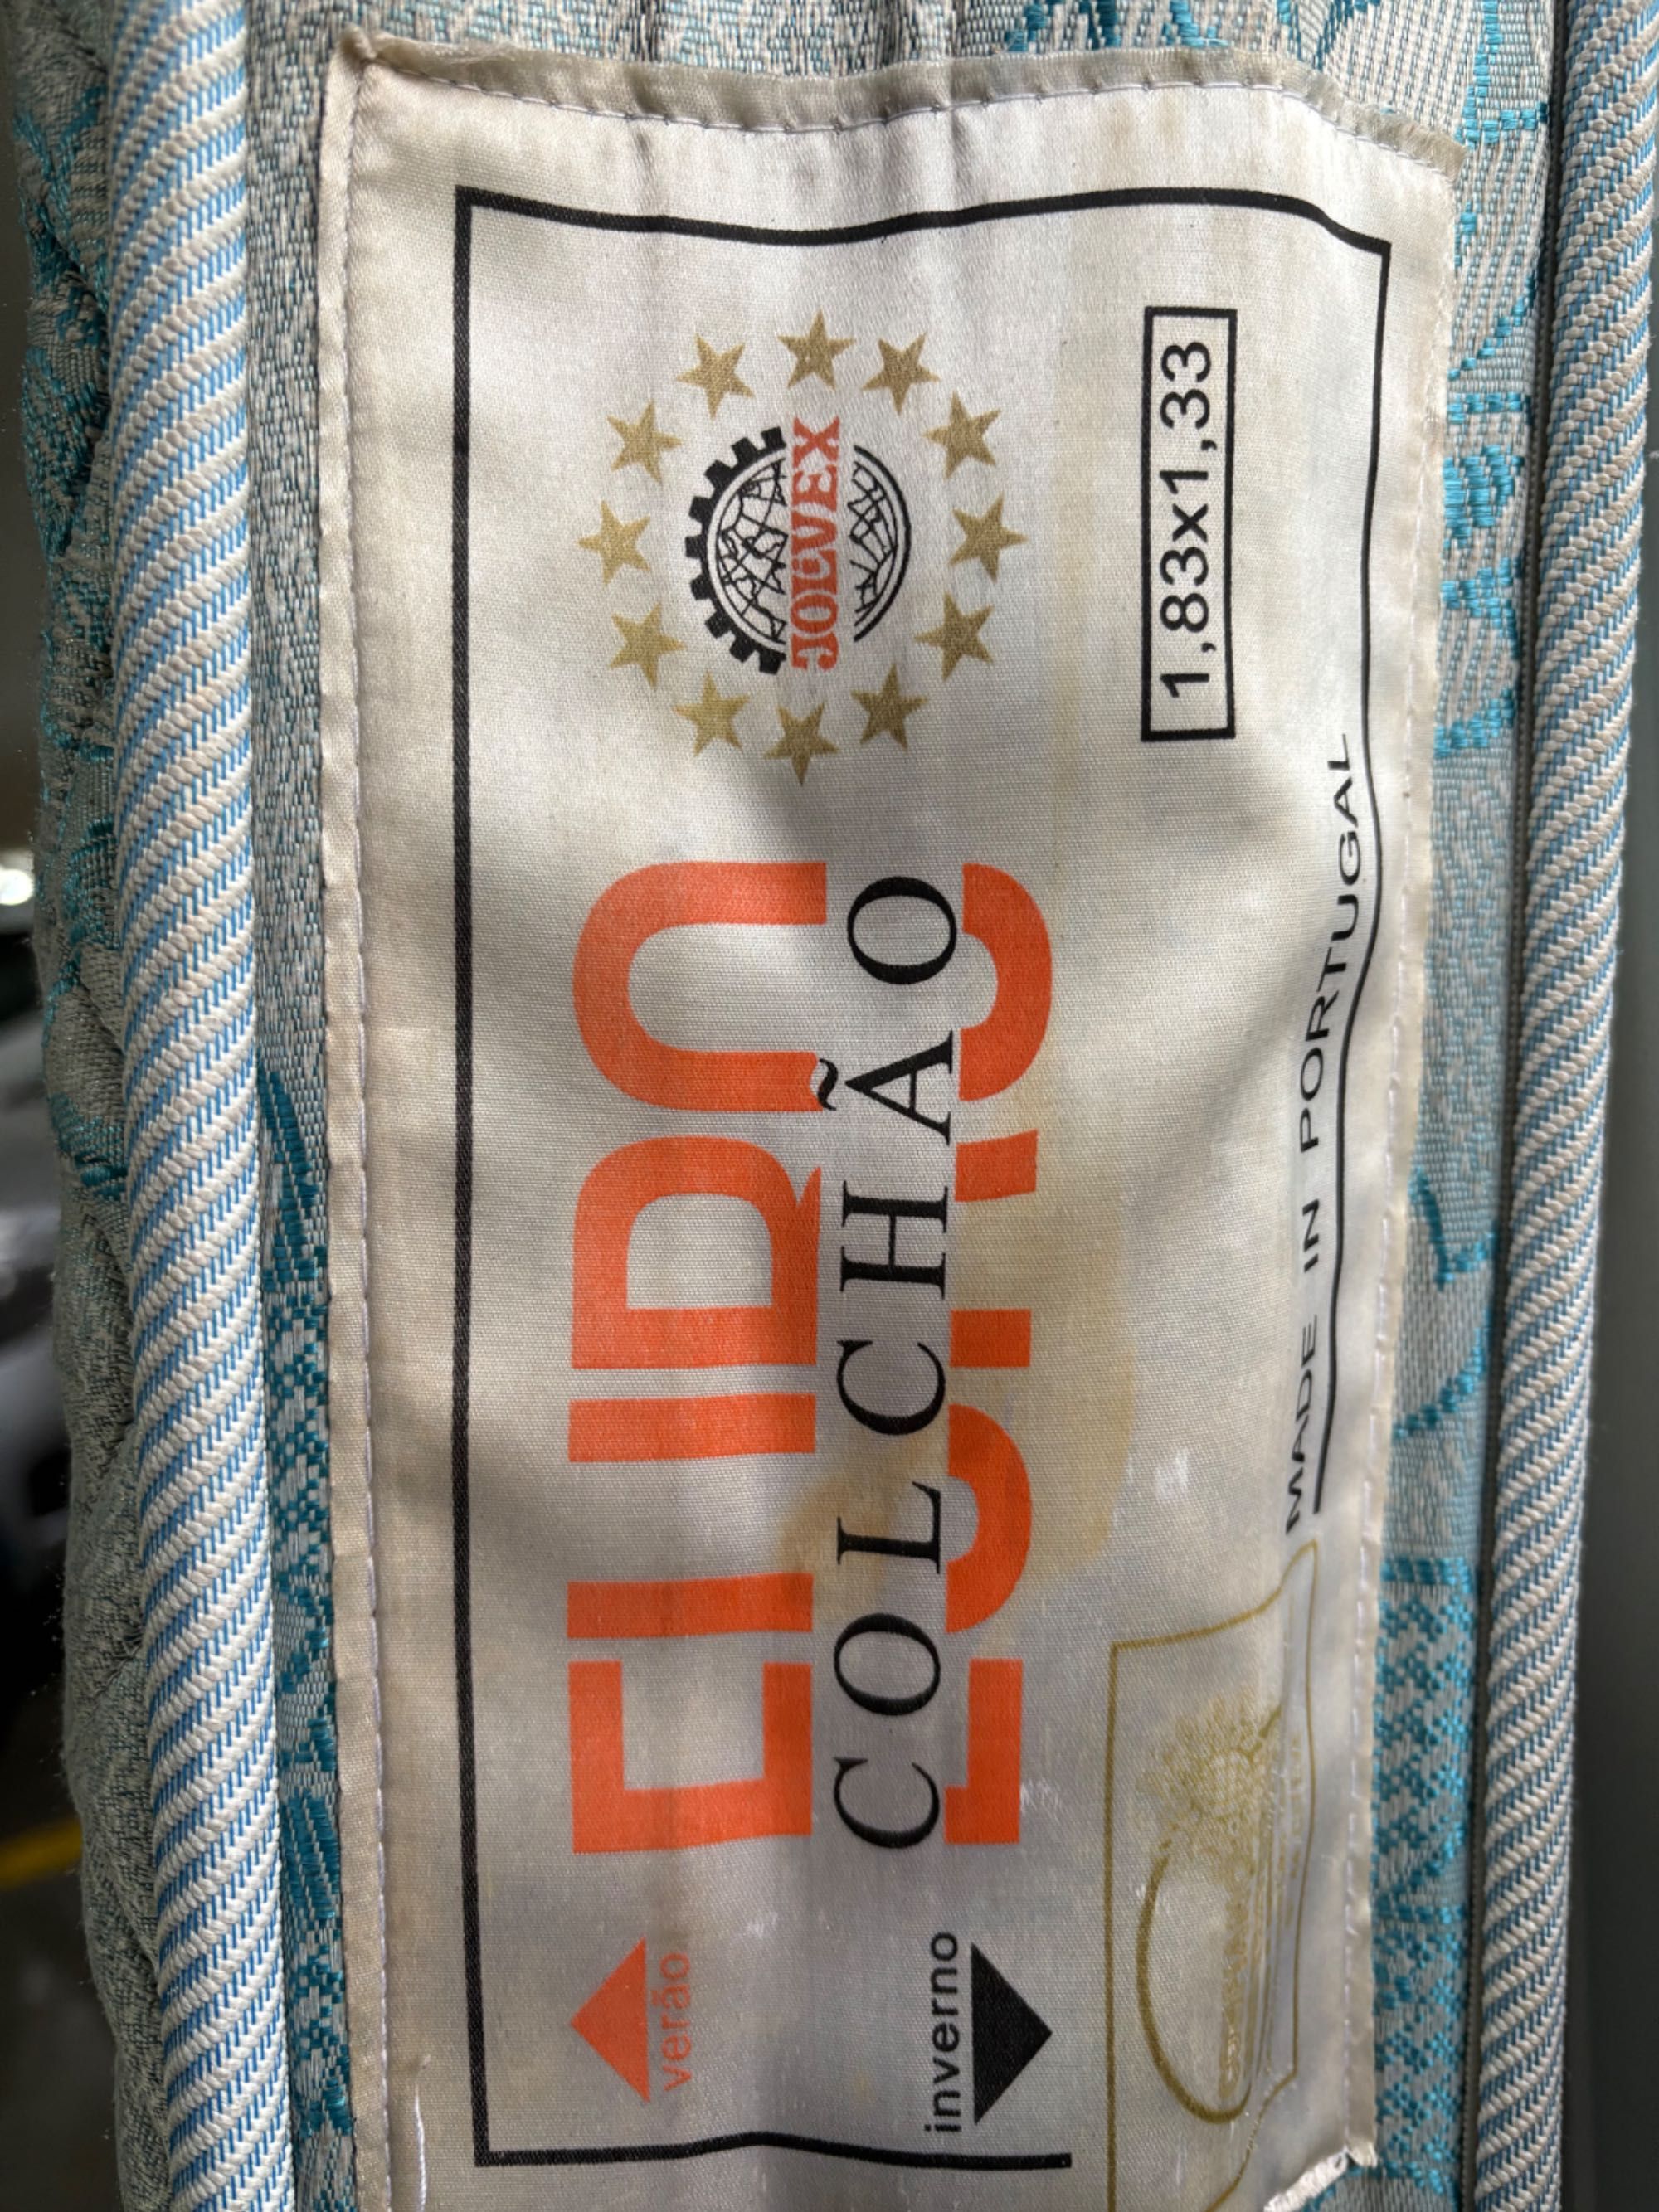 EURO
COLCHÃO
JOLVEX
verão
inverno
1,83x1,33
MADE IN PORTUGAL